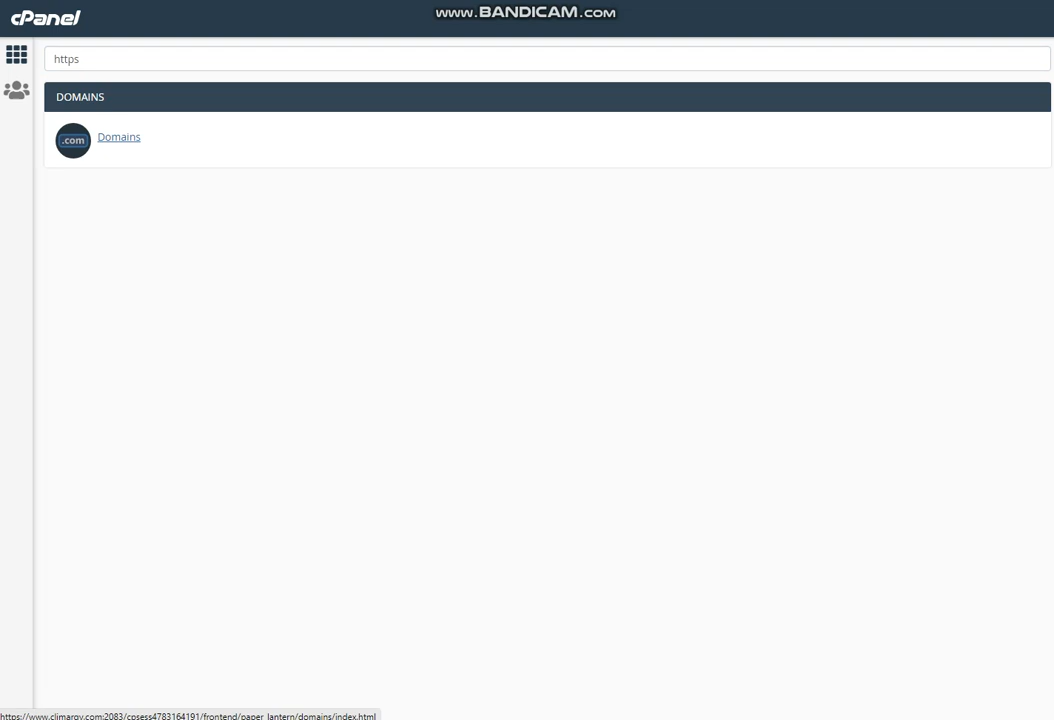 cPanel
www.BANDICAM.com
https
DOMAINS
.com
Domains
https://www.climargy.com:2083/cpsess4783164191/frontend/paper_lantern/domains/index.html